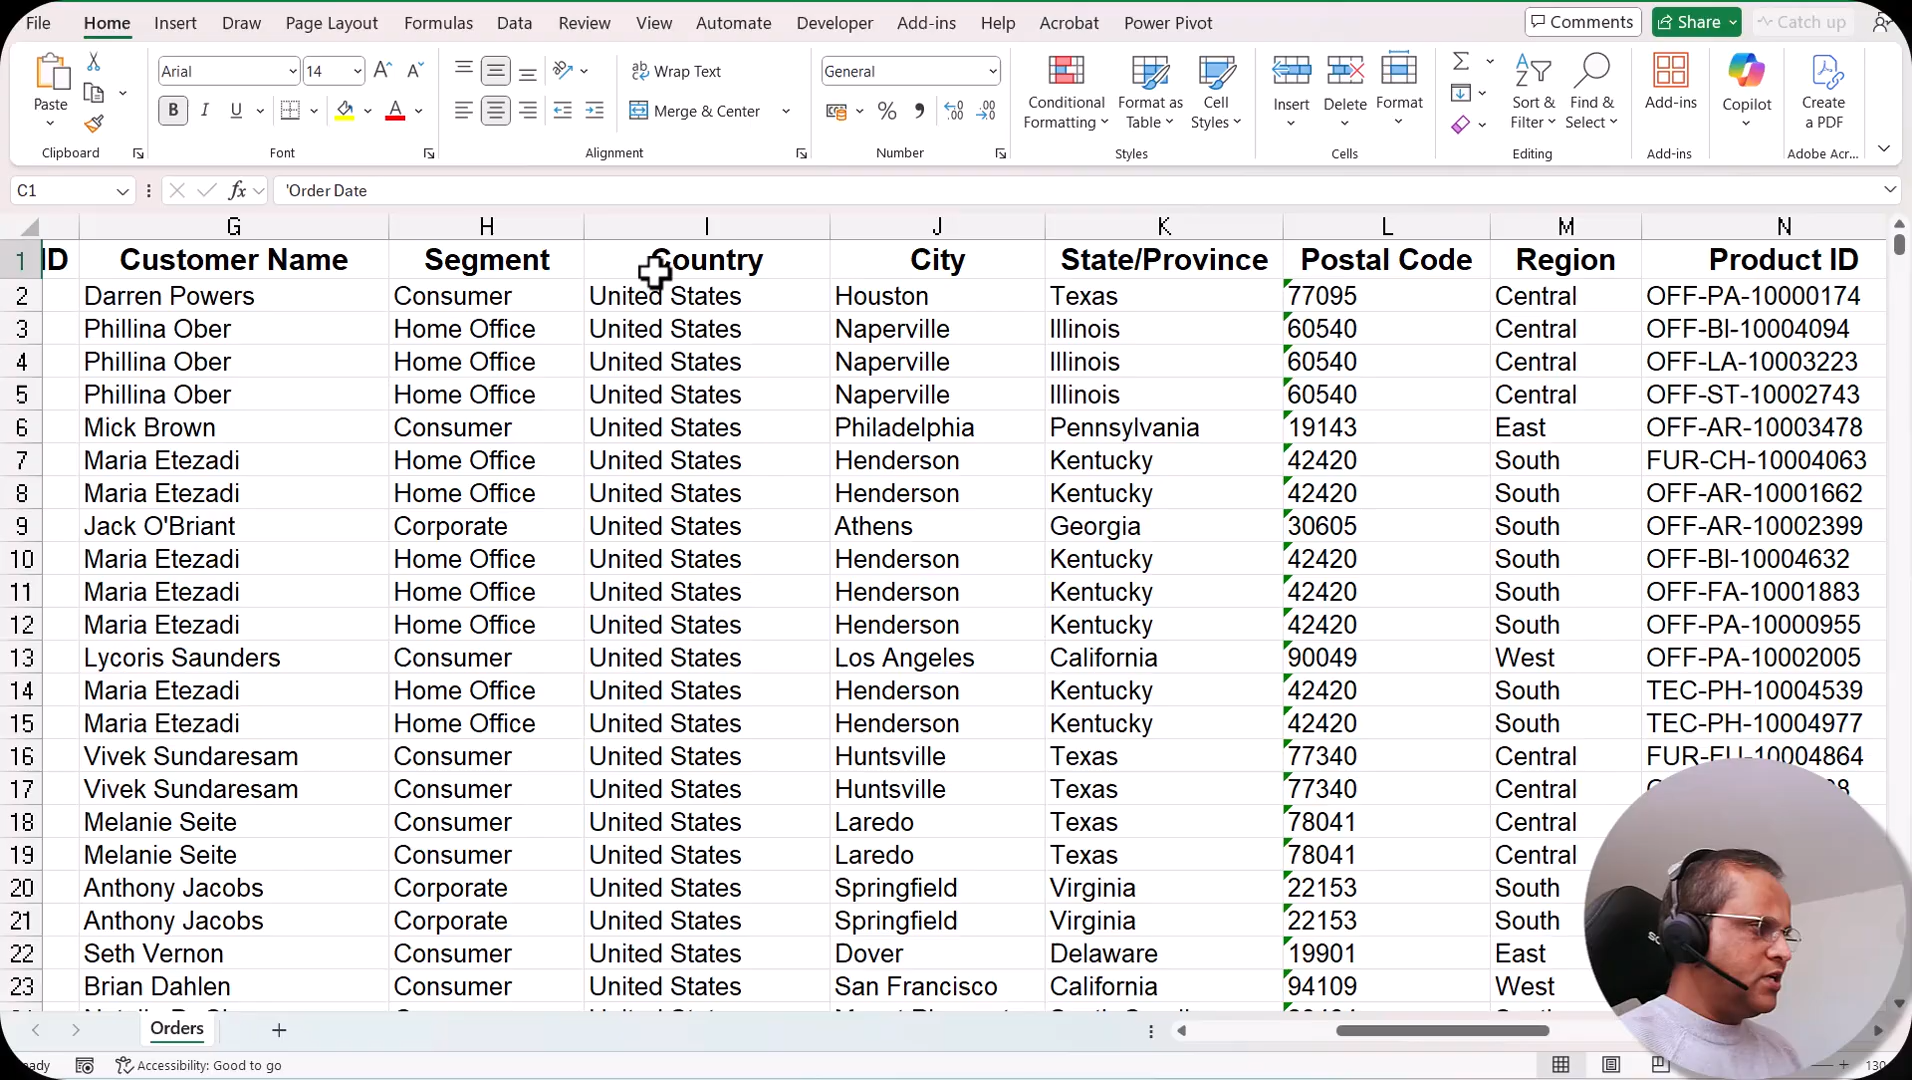 File Home Insert Draw Page Layout Formulas Data Review View Automate Developer Add-ins Help Acrobat Power Pivot Comments Share Catch up
Paste Arial 14 Wrap Text General Conditional Formatting Format as Table Cell Styles Insert Delete Format Sort & Filter Find & Select Add-ins Copilot Create a PDF
B I U A Merge & Center % ,
Clipboard Font Alignment Number Styles Cells Editing Add-ins Adobe Acr...
C1 fx 'Order Date
G H I J K L M N
1 ID Customer Name Segment Country City State/Province Postal Code Region Product ID
2 Darren Powers Consumer United States Houston Texas 77095 Central OFF-PA-10000174
3 Phillina Ober Home Office United States Naperville Illinois 60540 Central OFF-BI-10004094
4 Phillina Ober Home Office United States Naperville Illinois 60540 Central OFF-LA-10003223
5 Phillina Ober Home Office United States Naperville Illinois 60540 Central OFF-ST-10002743
6 Mick Brown Consumer United States Philadelphia Pennsylvania 19143 East OFF-AR-10003478
7 Maria Etezadi Home Office United States Henderson Kentucky 42420 South FUR-CH-10004063
8 Maria Etezadi Home Office United States Henderson Kentucky 42420 South OFF-AR-10001662
9 Jack O'Briant Corporate United States Athens Georgia 30605 South OFF-AR-10002399
10 Maria Etezadi Home Office United States Henderson Kentucky 42420 South OFF-BI-10004632
11 Maria Etezadi Home Office United States Henderson Kentucky 42420 South OFF-FA-10001883
12 Maria Etezadi Home Office United States Henderson Kentucky 42420 South OFF-PA-10000955
13 Lycoris Saunders Consumer United States Los Angeles California 90049 West OFF-PA-10002005
14 Maria Etezadi Home Office United States Henderson Kentucky 42420 South TEC-PH-10004539
15 Maria Etezadi Home Office United States Henderson Kentucky 42420 South TEC-PH-10004977
16 Vivek Sundaresam Consumer United States Huntsville Texas 77340 Central FUR-FU-10004864
17 Vivek Sundaresam Consumer United States Huntsville Texas 77340 Central
18 Melanie Seite Consumer United States Laredo Texas 78041 Central
19 Melanie Seite Consumer United States Laredo Texas 78041 Central
20 Anthony Jacobs Corporate United States Springfield Virginia 22153 South
21 Anthony Jacobs Corporate United States Springfield Virginia 22153 South
22 Seth Vernon Consumer United States Dover Delaware 19901 East
23 Brian Dahlen Consumer United States San Francisco California 94109 West
Orders
Accessibility: Good to go 130